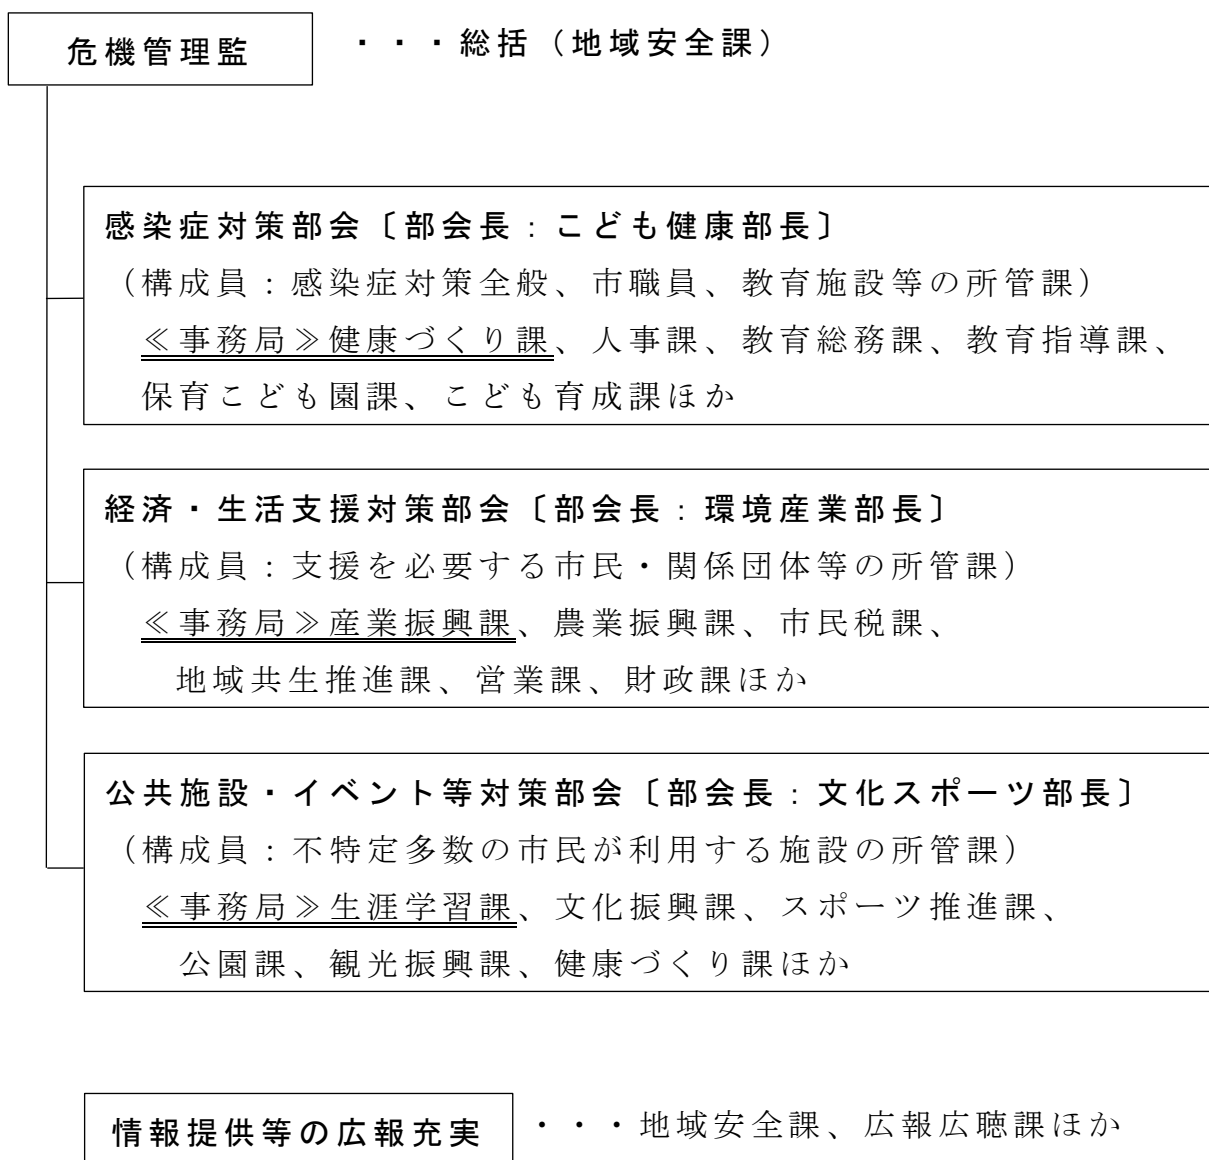 危機管理監 ・・・総括（地域安全課）
感染症対策部会〔部会長：こども健康部長〕
（構成員：感染症対策全般、市職員、教育施設等の所管課）
≪事務局≫健康づくり課、人事課、教育総務課、教育指導課、
保育こども園課、こども育成課ほか
経済・生活支援対策部会〔部会長：環境産業部長〕
（構成員：支援を必要する市民・関係団体等の所管課）
≪事務局≫産業振興課、農業振興課、市民税課、
地域共生推進課、営業課、財政課ほか
公共施設・イベント等対策部会〔部会長：文化スポーツ部長〕
（構成員：不特定多数の市民が利用する施設の所管課）
≪事務局≫生涯学習課、文化振興課、スポーツ推進課、
公園課、観光振興課、健康づくり課ほか
情報提供等の広報充実 ・・・地域安全課、広報広聴課ほか